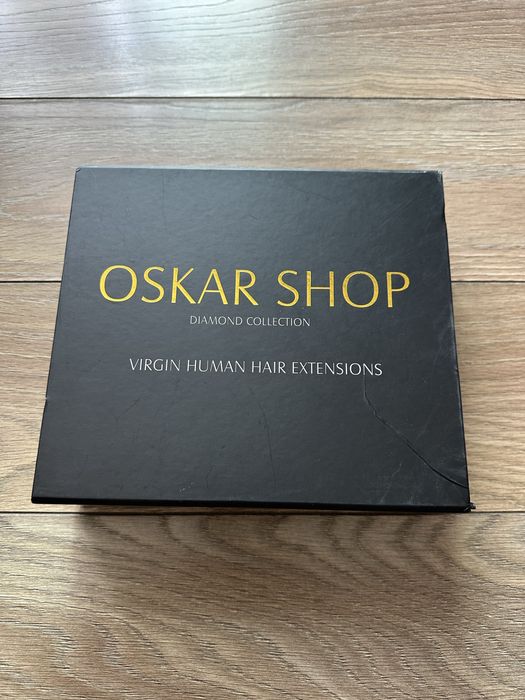 OSKAR SHOP
DIAMOND COLLECTION
VIRGIN HUMAN HAIR EXTENSIONS